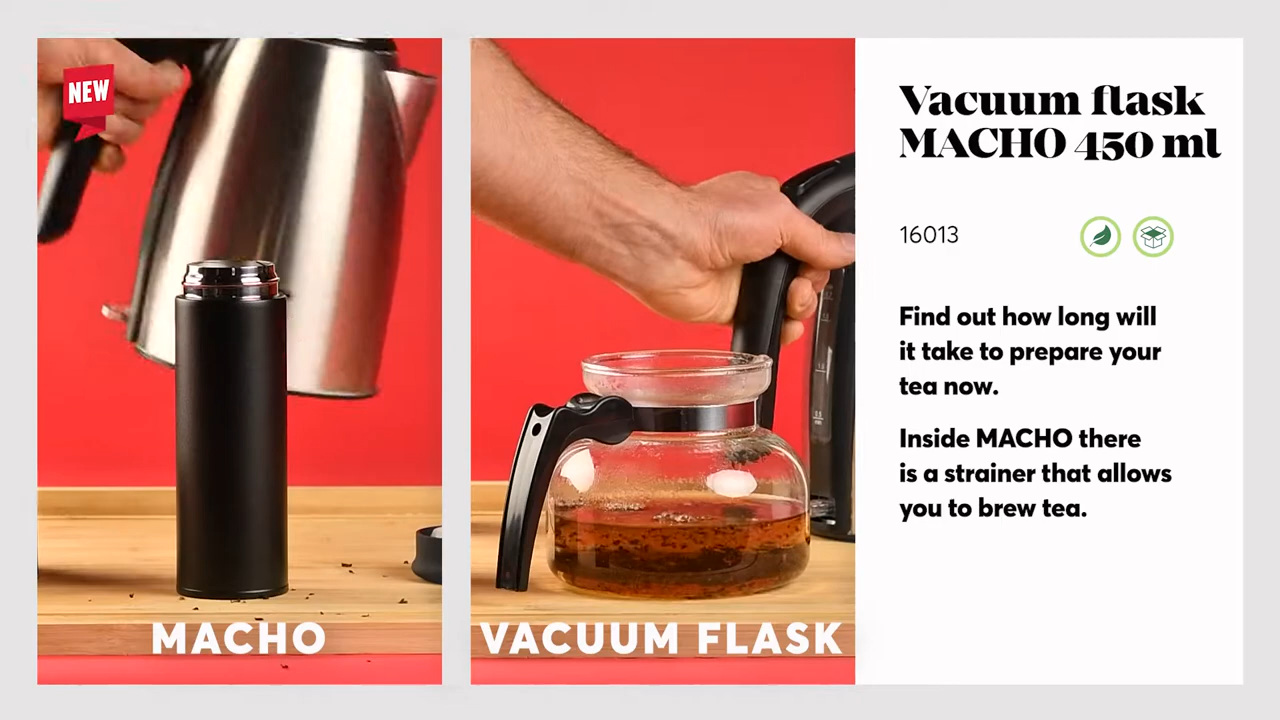 NEW
MACHO
VACUUM FLASK
Vacuum flask
MACHO 450 ml
16013
Find out how long will
it take to prepare your
tea now.
Inside MACHO there
is a strainer that allows
you to brew tea.